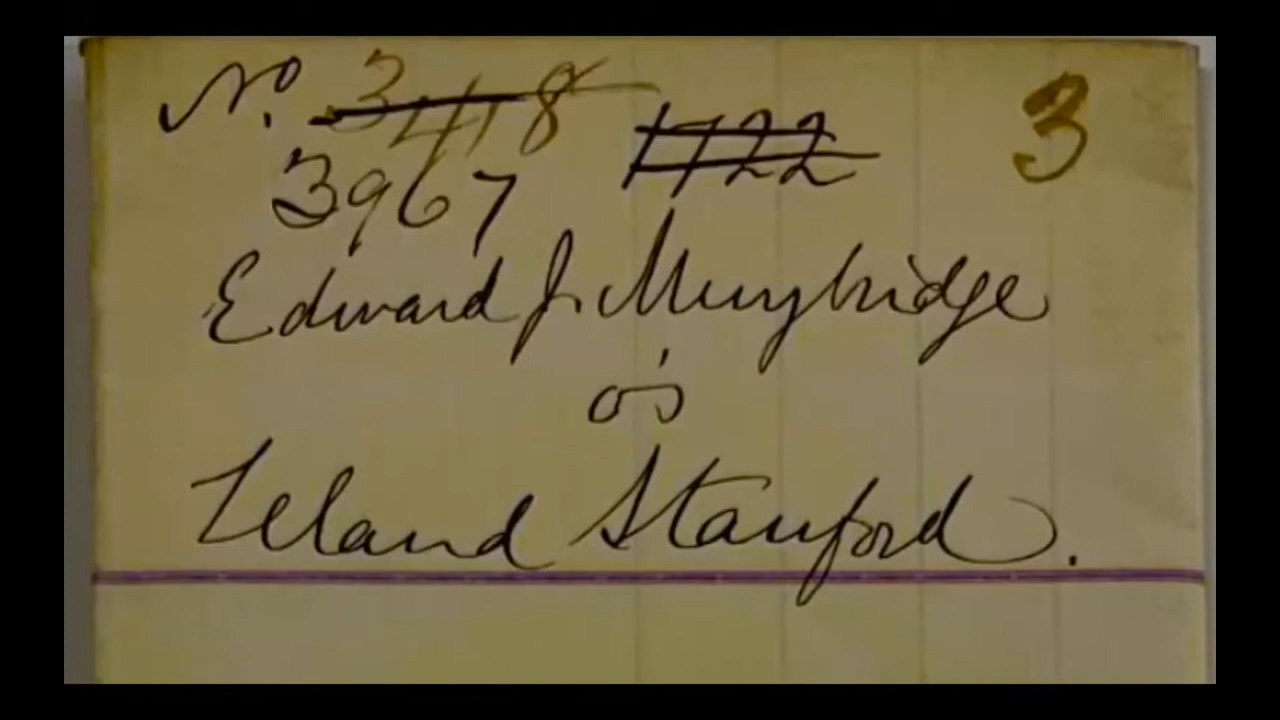 No. 3418 1722 3
3967
Edward J. Muybridge
vs
Leland Stanford.